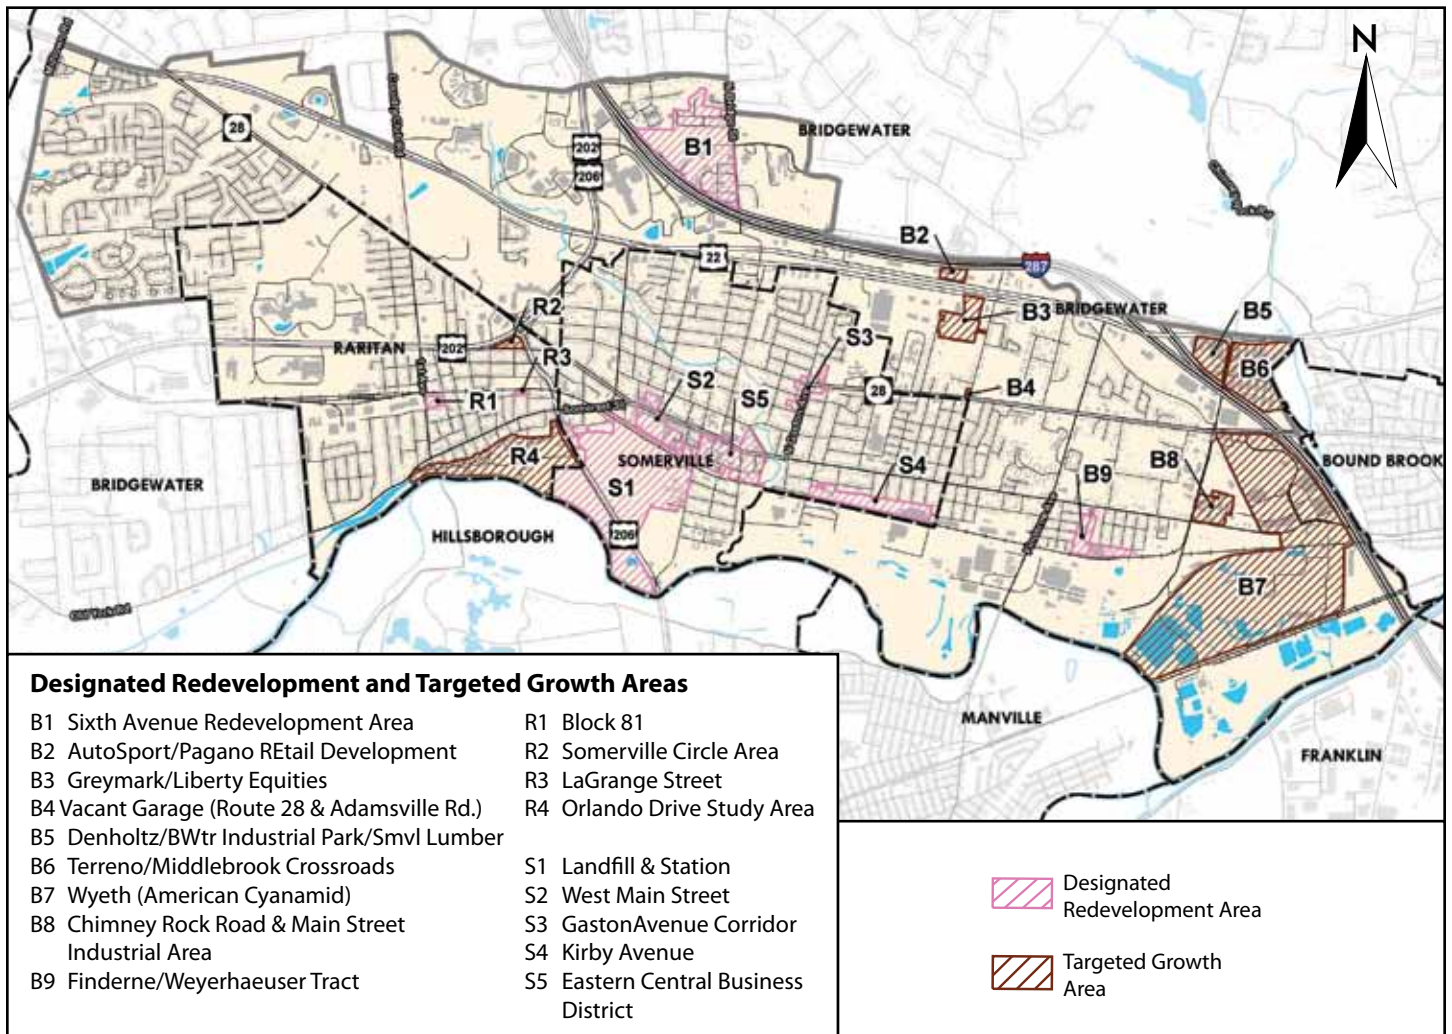 N
28
202
206
B1
BRIDGEWATER
B2
22
287
B3
BRIDGEWATER
B5
R2
RARITAN
202
R3
S3
B6
S2
R1
S5
28
B4
R4
SOMERVILLE
S4
B8
BOUND BROOK
BRIDGEWATER
S1
B9
HILLSBOROUGH
206
B7
Old York Rd
MANVILLE
FRANKLIN
Designated Redevelopment and Targeted Growth Areas
B1 Sixth Avenue Redevelopment Area
B2 AutoSport/Pagano REtail Development
B3 Greymark/Liberty Equities
B4 Vacant Garage (Route 28 & Adamsville Rd.)
B5 Denholtz/BWtr Industrial Park/Smvl Lumber
B6 Terreno/Middlebrook Crossroads
B7 Wyeth (American Cyanamid)
B8 Chimney Rock Road & Main Street
Industrial Area
B9 Finderne/Weyerhaeuser Tract
R1 Block 81
R2 Somerville Circle Area
R3 LaGrange Street
R4 Orlando Drive Study Area
S1 Landfill & Station
S2 West Main Street
S3 GastonAvenue Corridor
S4 Kirby Avenue
S5 Eastern Central Business
District
Designated
Redevelopment Area
Targeted Growth
Area